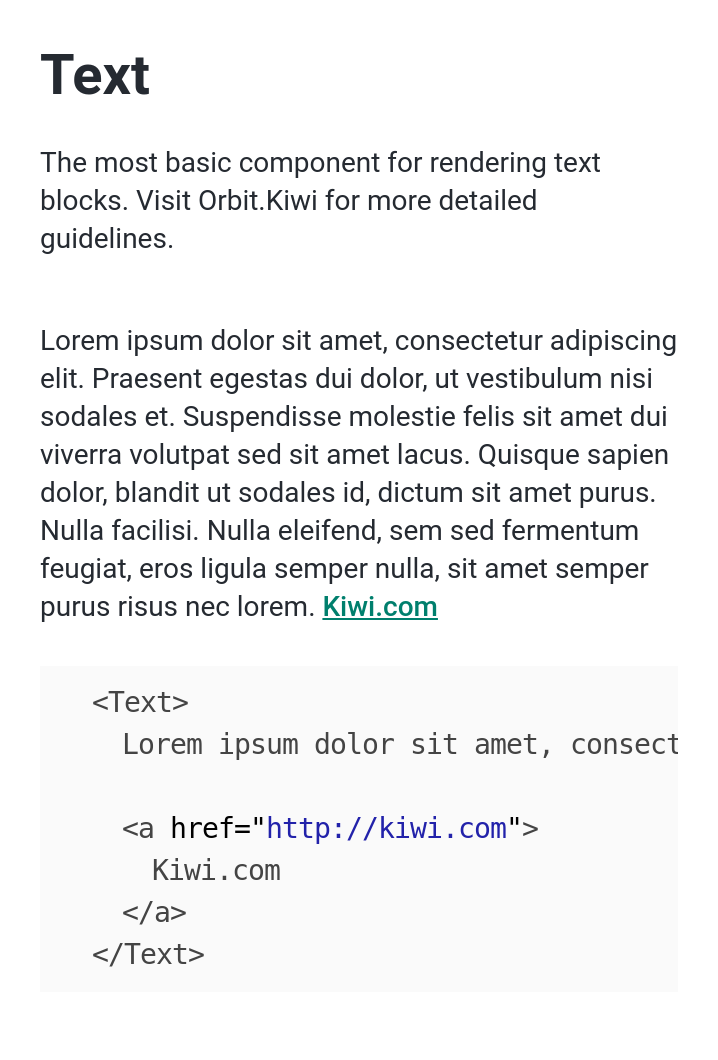 Text
The most basic component for rendering text
blocks. Visit Orbit.Kiwi for more detailed
guidelines.
Lorem ipsum dolor sit amet, consectetur adipiscing
elit. Praesent egestas dui dolor, ut vestibulum nisi
sodales et. Suspendisse molestie felis sit amet dui
viverra volutpat sed sit amet lacus. Quisque sapien
dolor, blandit ut sodales id, dictum sit amet purus.
Nulla facilisi. Nulla eleifend, sem sed fermentum
feugiat, eros ligula semper nulla, sit amet semper
purus risus nec lorem. Kiwi.com
<Text>
Lorem ipsum dolor sit amet, consect
<a href="http://kiwi.com">
Kiwi.com
</a>
</Text>